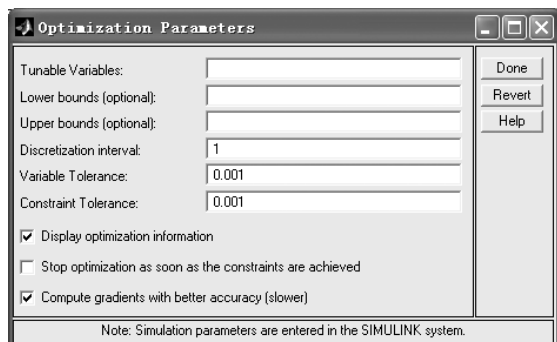 Optimization Parameters
Tunable Variables:
Lower bounds (optional):
Upper bounds (optional):
Discretization interval: 1
Variable Tolerance: 0.001
Constraint Tolerance: 0.001
Display optimization information
Stop optimization as soon as the constraints are achieved
Compute gradients with better accuracy (slower)
Done
Revert
Help
Note: Simulation parameters are entered in the SIMULINK system.